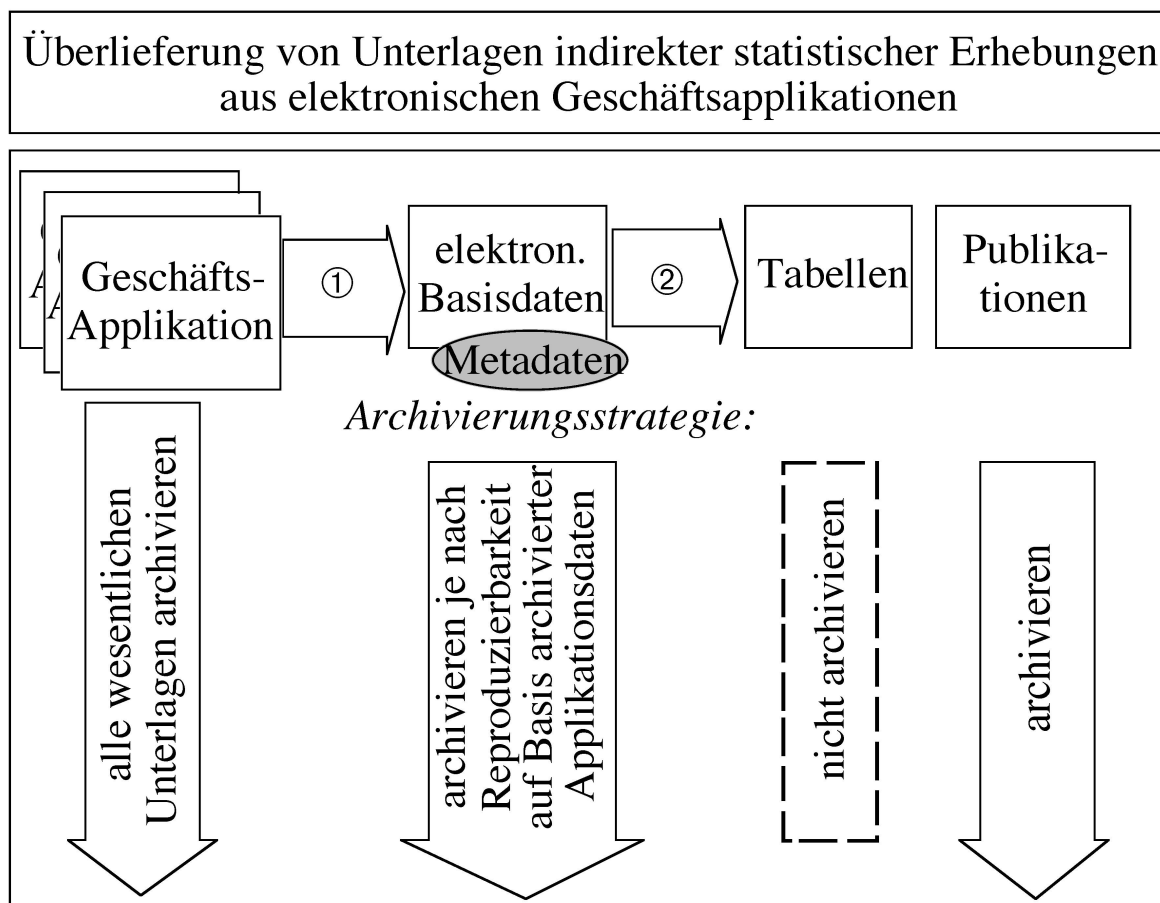 Überlieferung von Unterlagen indirekter statistischer Erhebungen
aus elektronischen Geschäftsapplikationen
Geschäfts-
Applikation
①
elektron.
Basisdaten
Metadaten
②
Tabellen
Publika-
tionen
Archivierungsstrategie:
alle wesentlichen
Unterlagen archivieren
archivieren je nach
Reproduzierbarkeit
auf Basis archivierter
Applikationsdaten
nicht archivieren
archivieren